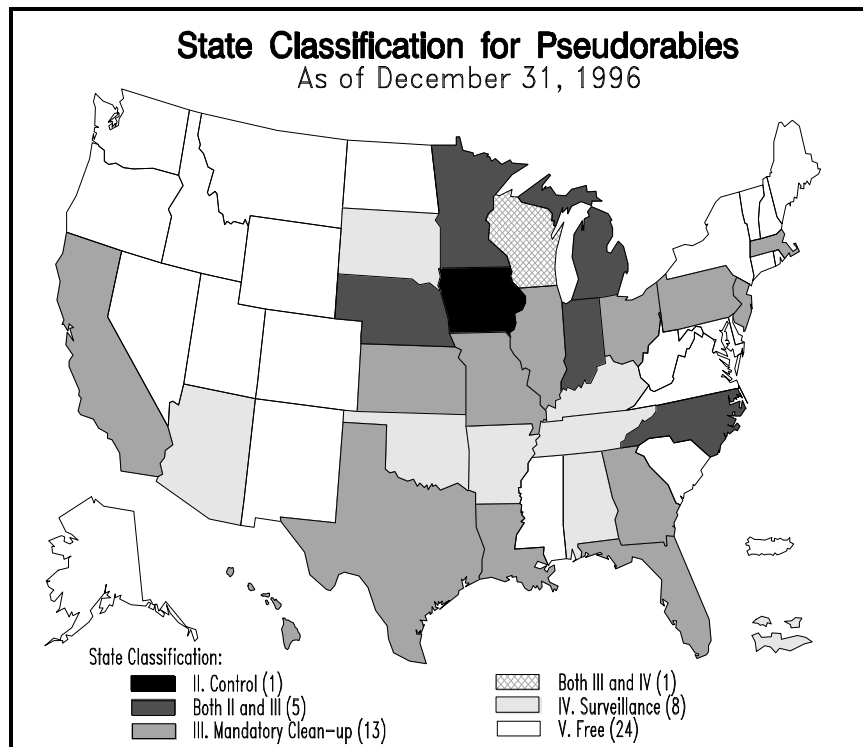 State Classification for Pseudorabies
As of December 31, 1996
State Classification:
II. Control (1)
Both II and III (5)
III. Mandatory Clean-up (13)
Both III and IV (1)
IV. Surveillance (8)
V. Free (24)